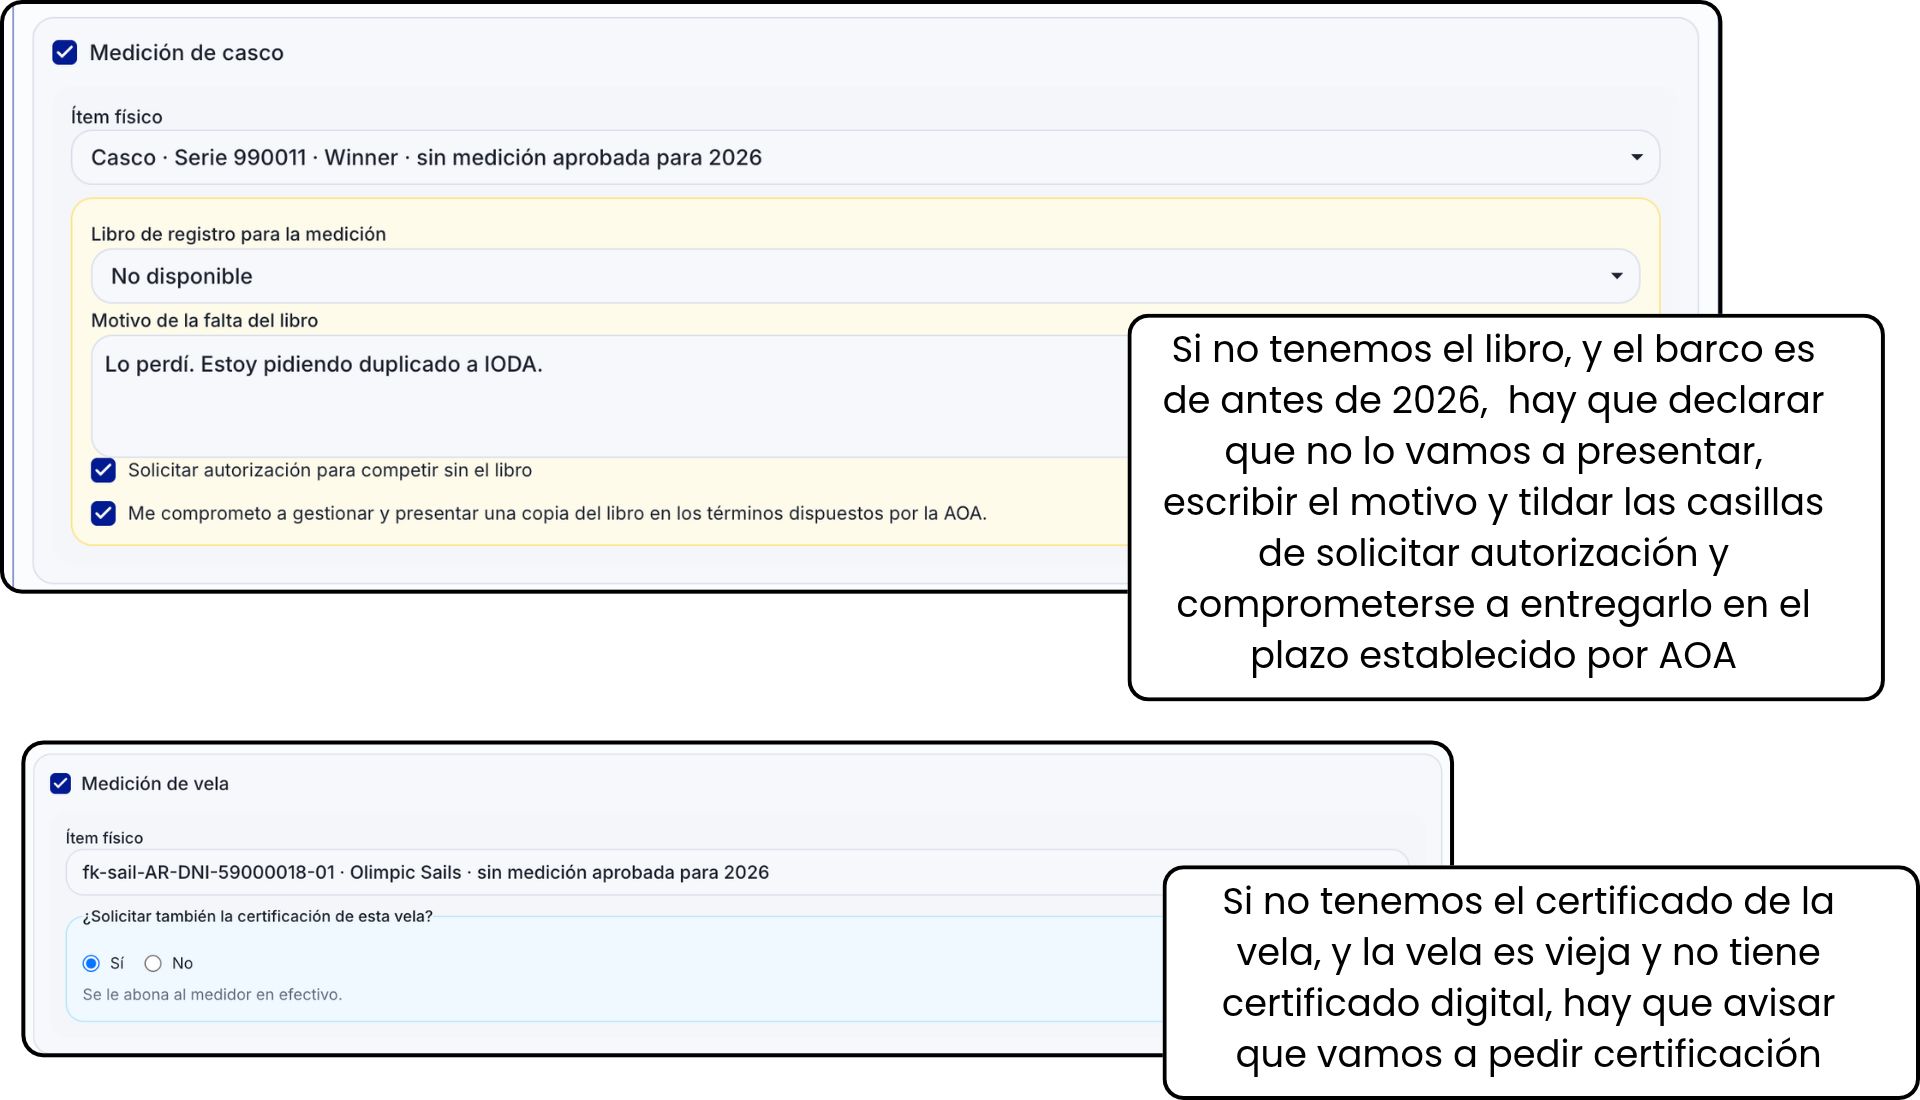 Medición de casco
Ítem físico
Casco · Serie 990011 · Winner · sin medición aprobada para 2026
Libro de registro para la medición
No disponible
Motivo de la falta del libro
Lo perdí. Estoy pidiendo duplicado a IODA.
Solicitar autorización para competir sin el libro
Me comprometo a gestionar y presentar una copia del libro en los términos dispuestos por la AOA.
Si no tenemos el libro, y el barco es
de antes de 2026, hay que declarar
que no lo vamos a presentar,
escribir el motivo y tildar las casillas
de solicitar autorización y
comprometerse a entregarlo en el
plazo establecido por AOA
Medición de vela
Ítem físico
fk-sail-AR-DNI-59000018-01 · Olimpic Sails · sin medición aprobada para 2026
¿Solicitar también la certificación de esta vela?
Sí No
Se le abona al medidor en efectivo.
Si no tenemos el certificado de la
vela, y la vela es vieja y no tiene
certificado digital, hay que avisar
que vamos a pedir certificación